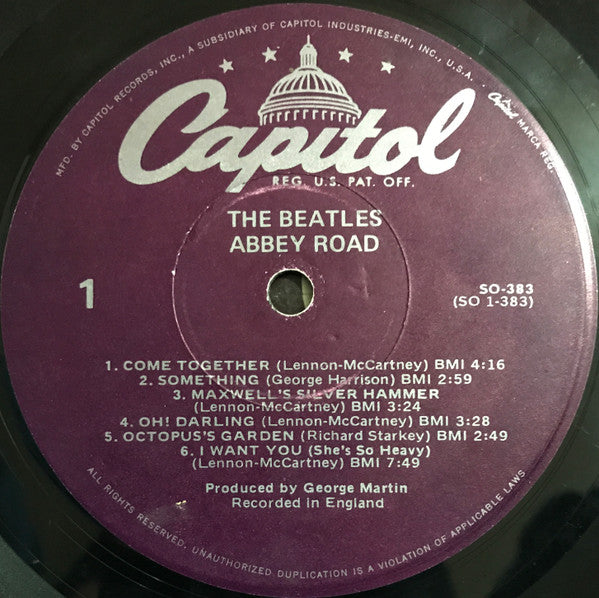 MFD. BY CAPITOL RECORDS, INC., A SUBSIDIARY OF CAPITOL INDUSTRIES-EMI, INC., U.S.A. Capitol MARCA REG.
Capitol
REG. U.S. PAT. OFF.
THE BEATLES
ABBEY ROAD
1
SO-383
(SO 1-383)
1. COME TOGETHER (Lennon-McCartney) BMI 4:16
2. SOMETHING (George Harrison) BMI 2:59
3. MAXWELL'S SILVER HAMMER
(Lennon-McCartney) BMI 3:24
4. OH! DARLING (Lennon-McCartney) BMI 3:28
5. OCTOPUS'S GARDEN (Richard Starkey) BMI 2:49
6. I WANT YOU (She's So Heavy)
(Lennon-McCartney) BMI 7:49
Produced by George Martin
Recorded in England
ALL RIGHTS RESERVED. UNAUTHORIZED DUPLICATION IS A VIOLATION OF APPLICABLE LAWS